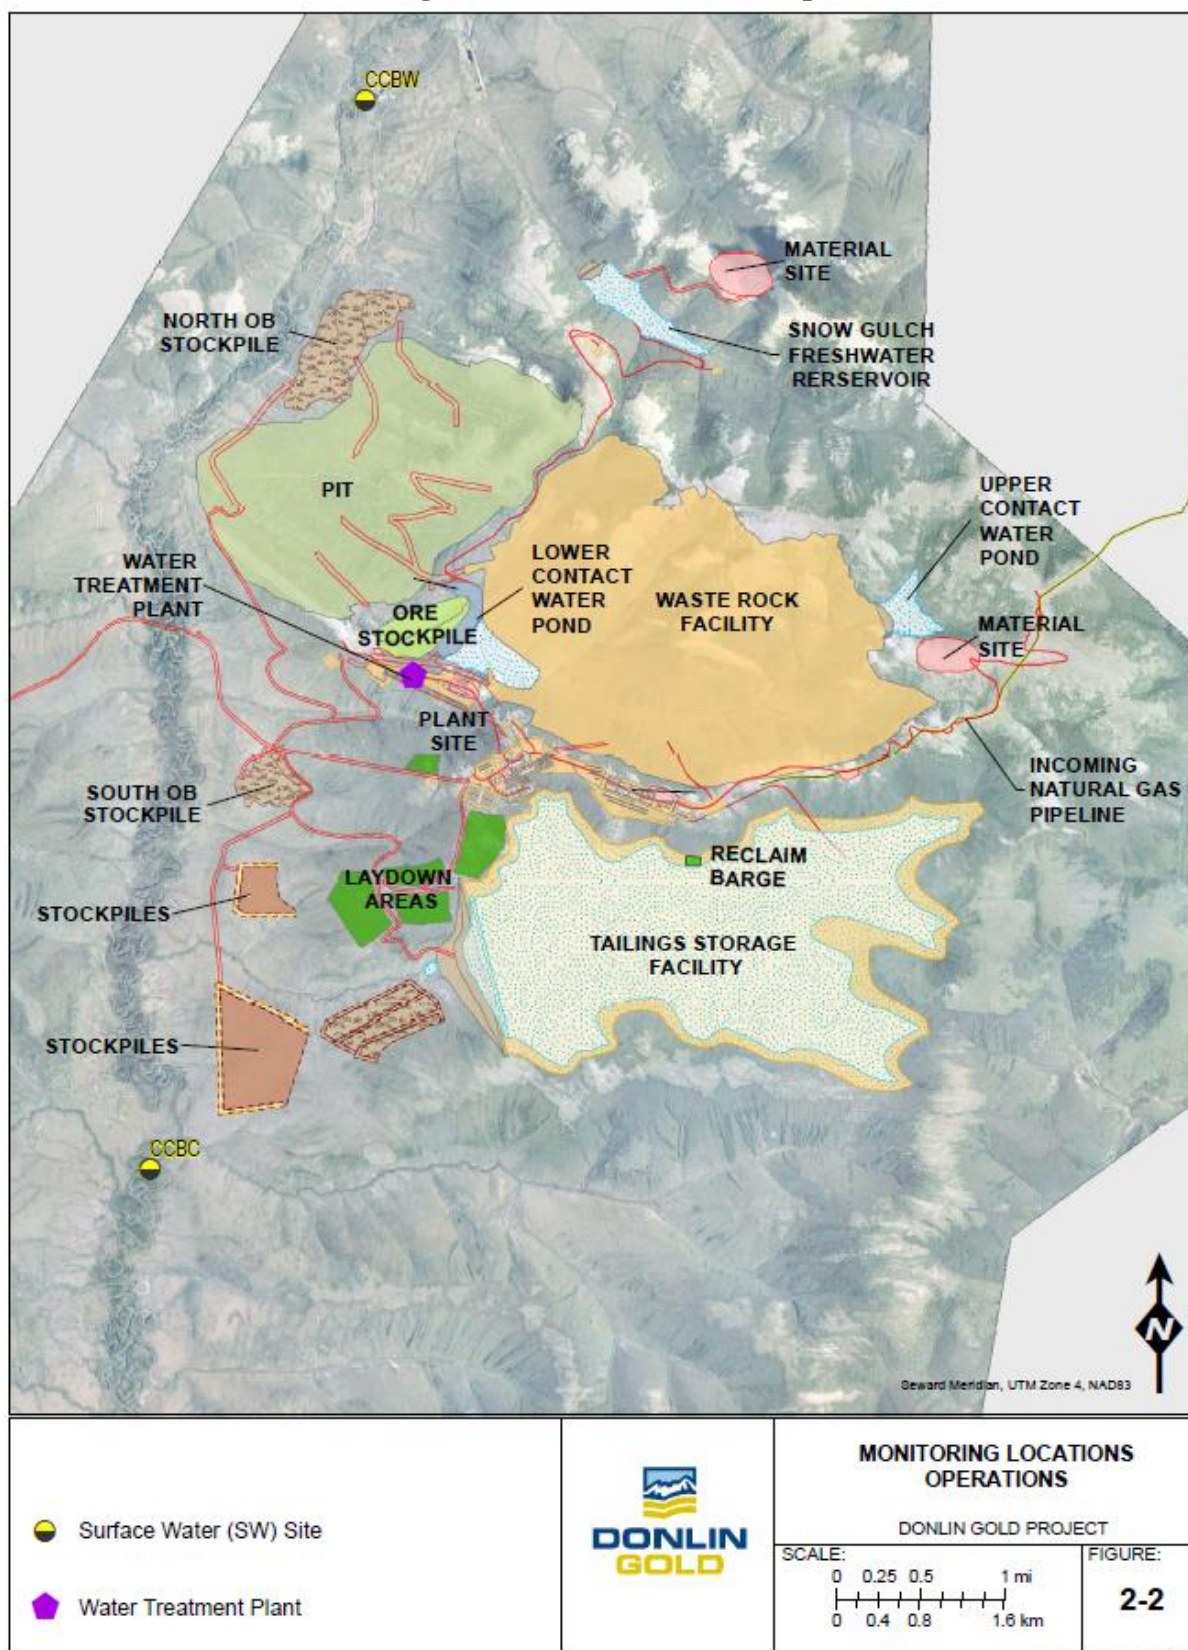 CCBW
MATERIAL
SITE
NORTH OB
STOCKPILE
SNOW GULCH
FRESHWATER
RERSERVOIR
PIT
UPPER
CONTACT
WATER
POND
WATER
TREATMENT
PLANT
LOWER
CONTACT
WATER
POND
ORE
STOCKPILE
WASTE ROCK
FACILITY
MATERIAL
SITE
PLANT
SITE
SOUTH OB
STOCKPILE
INCOMING
NATURAL GAS
PIPELINE
RECLAIM
BARGE
LAYDOWN
AREAS
STOCKPILES
TAILINGS STORAGE
FACILITY
STOCKPILES
CCBC
N
Seward Meridian, UTM Zone 4, NAD83
Surface Water (SW) Site
Water Treatment Plant
DONLIN
GOLD
MONITORING LOCATIONS
OPERATIONS
DONLIN GOLD PROJECT
SCALE:
0 0.25 0.5 1 mi
0 0.4 0.8 1.6 km
FIGURE:
2-2